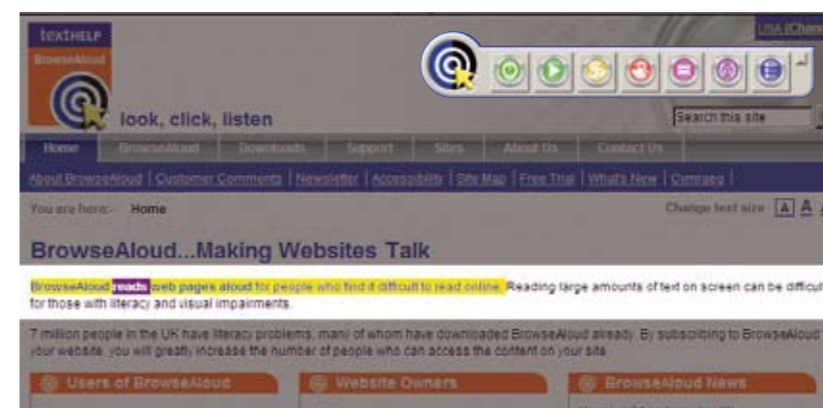 textHELP
BrowseAloud
USA (Chan
look, click, listen
Search this site
Home BrowseAloud Downloads Support Sites About Us Contact Us
About BrowseAloud | Customer Comments | Newsletter | Accessibility | Site Map | Free Trial | What's New | Cymraeg |
You are here:- Home
Change text size A A
BrowseAloud...Making Websites Talk
BrowseAloud reads web pages aloud for people who find it difficult to read online. Reading large amounts of text on screen can be difficul
for those with literacy and visual impairments.
7 million people in the UK have literacy problems, many of whom have downloaded BrowseAloud already. By subscribing to BrowseAloud
your website, you will greatly increase the number of people who can access the content on your site
Users of BrowseAloud Website Owners BrowseAloud News